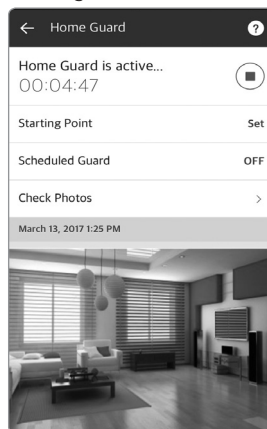 Home Guard
?
Home Guard is active...
00:04:47
Starting Point Set
Scheduled Guard OFF
Check Photos
March 13, 2017 1:25 PM